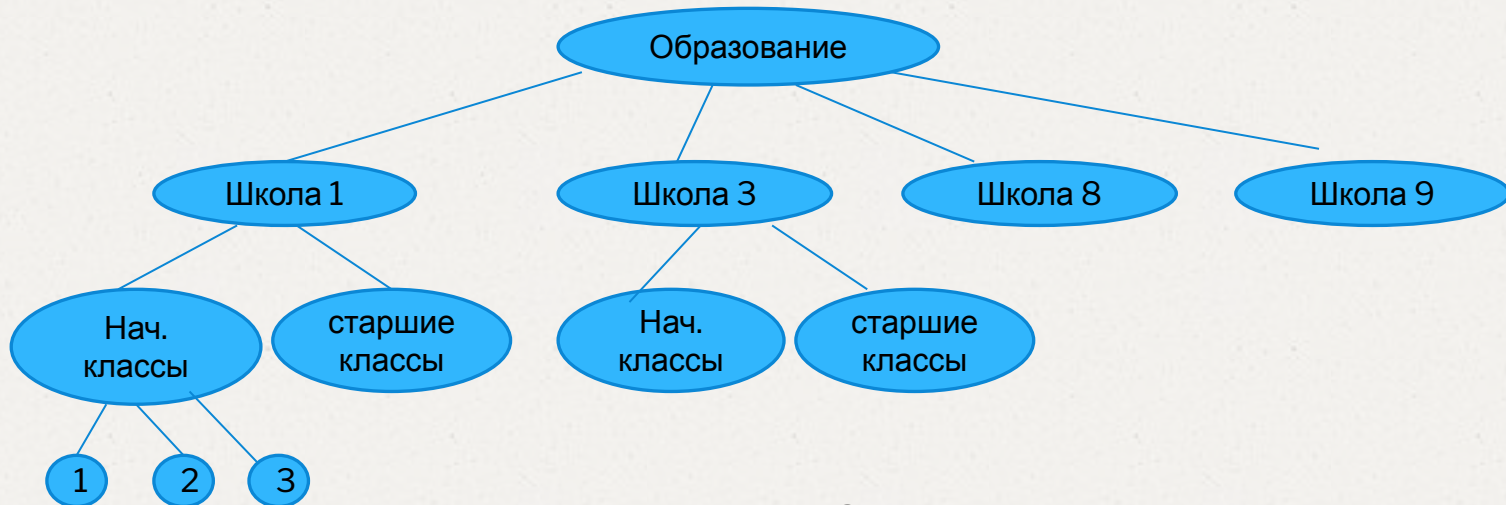 Образование
Школа 1
Школа 3
Школа 8
Школа 9
Нач.
классы
старшие
классы
Нач.
классы
старшие
классы
1
2
3